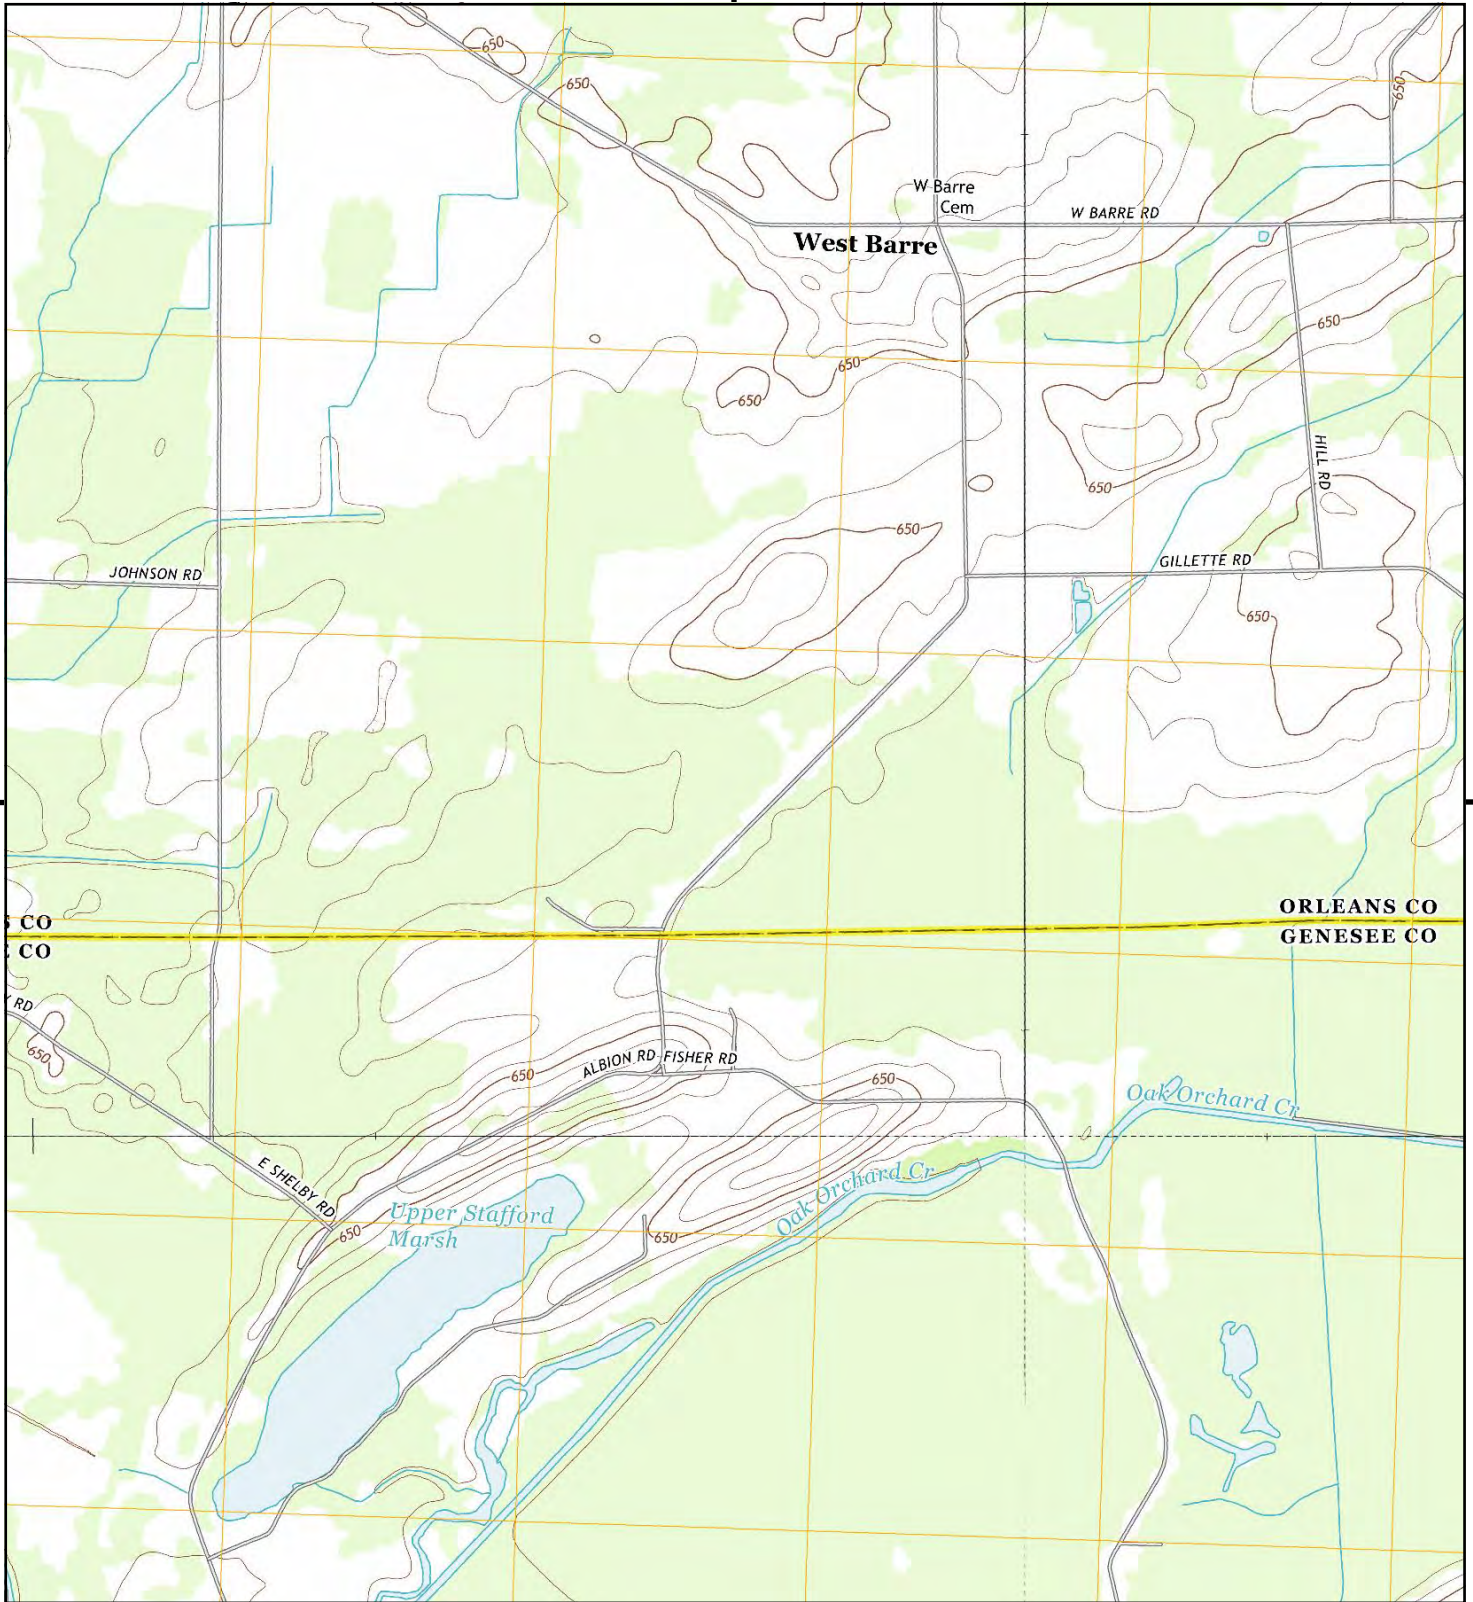 650
650
650
W Barre
Cem
W BARRE RD
West Barre
650
650
650
HILL RD
650
650
GILLETTE RD
JOHNSON RD
650
ORLEANS CO
S CO
GENESEE CO
CO
RD
650
ALBION RD
FISHER RD
650
650
Oak Orchard Cr
E SHELBY RD
Oak Orchard Cr
Upper Stafford
Marsh
650
650